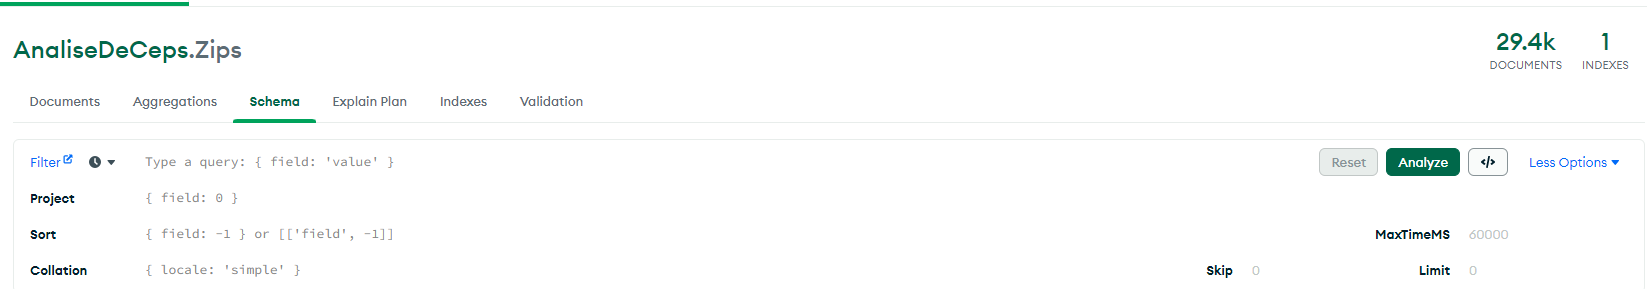 AnaliseDeCeps.Zips
29.4k
DOCUMENTS
1
INDEXES
Documents Aggregations Schema Explain Plan Indexes Validation
Filter Type a query: { field: 'value' } Reset Analyze </> Less Options
Project { field: 0 }
Sort { field: -1 } or [['field', -1]] MaxTimeMS 60000
Collation { locale: 'simple' } Skip 0 Limit 0